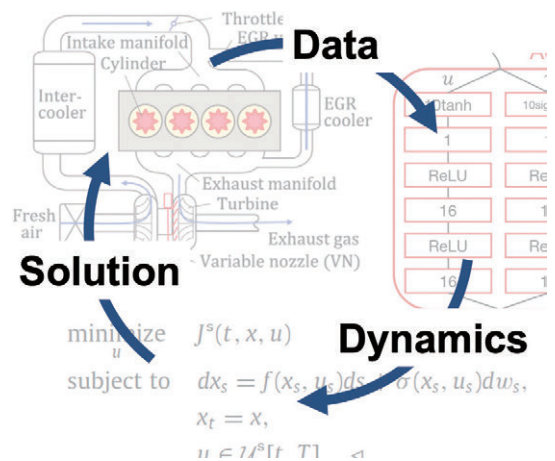 Throttle
Intake manifold
EGR
Data
Cylinder
Inter-
cooler
EGR
cooler
u
10tanh
1
ReLU
16
ReLU
16
Exhaust manifold
Turbine
Fresh
air
Exhaust gas
Variable nozzle (VN)
Solution
Dynamics
minimize J^s(t, x, u)
u
subject to dx_s = f(x_s, u_s)ds + σ(x_s, u_s)dw_s,
x_t = x,
u ∈ 𝒰^s[t, T]